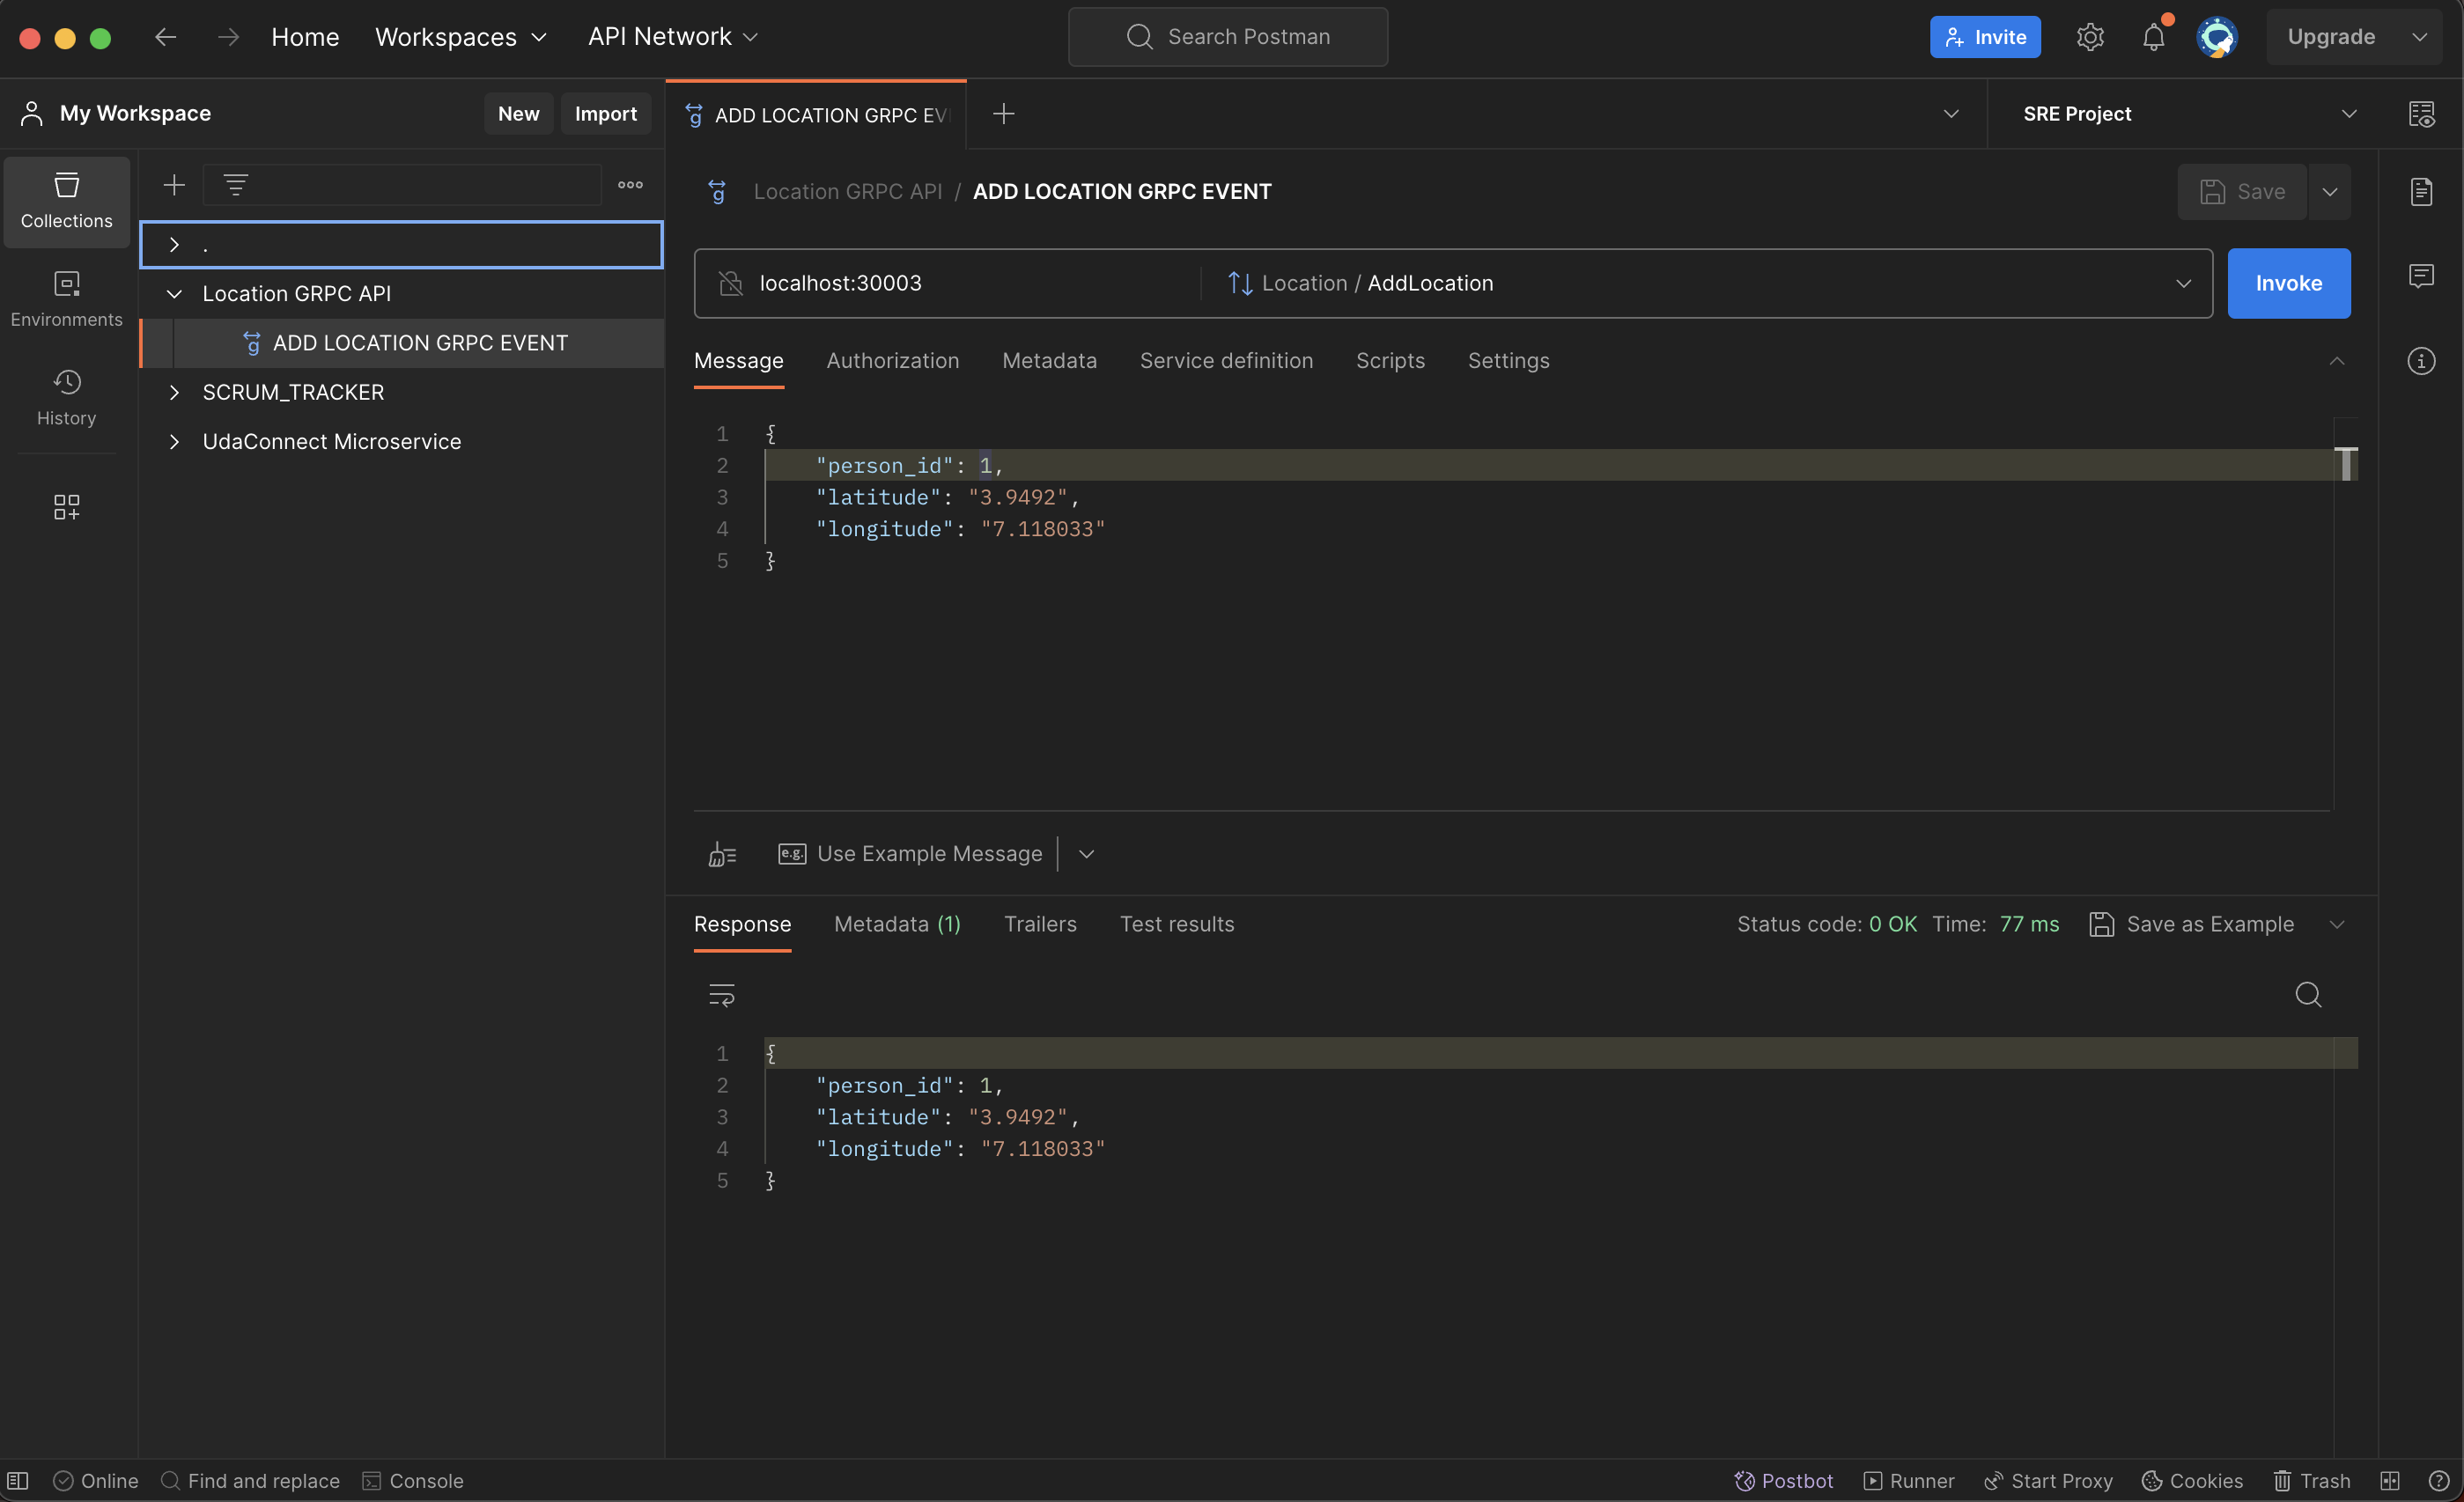 Home Workspaces API Network Search Postman Invite Upgrade
My Workspace New Import ADD LOCATION GRPC EV SRE Project
Collections
Environments
History
.
Location GRPC API
ADD LOCATION GRPC EVENT
SCRUM_TRACKER
UdaConnect Microservice
Location GRPC API / ADD LOCATION GRPC EVENT Save
localhost:30003 Location / AddLocation Invoke
Message Authorization Metadata Service definition Scripts Settings
1 {
2 "person_id": 1,
3 "latitude": "3.9492",
4 "longitude": "7.118033"
5 }
e.g. Use Example Message
Response Metadata (1) Trailers Test results Status code: 0 OK Time: 77 ms Save as Example
1 {
2 "person_id": 1,
3 "latitude": "3.9492",
4 "longitude": "7.118033"
5 }
Online Find and replace Console Postbot Runner Start Proxy Cookies Trash